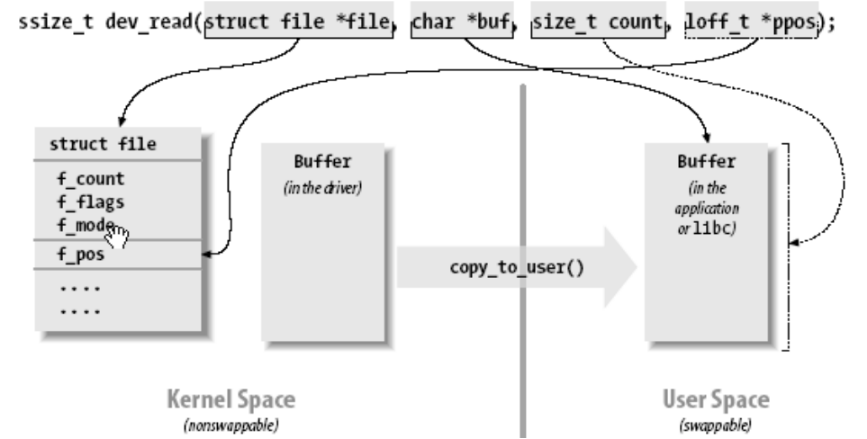 ssize_t dev_read(struct file *file, char *buf, size_t count, loff_t *ppos);
struct file
f_count
f_flags
f_mode
f_pos
....
....
Buffer
(in the driver)
copy_to_user()
Buffer
(in the
application
or libc)
Kernel Space
(nonswappable)
User Space
(swappable)